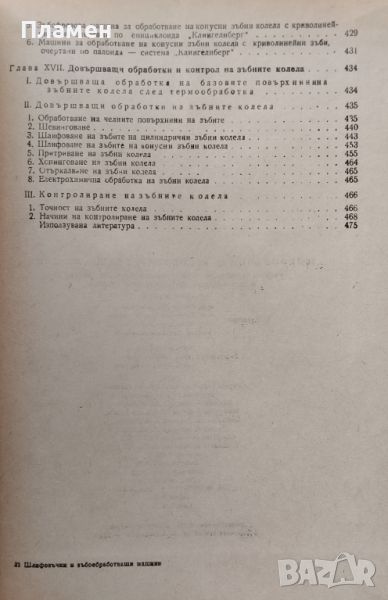 Пламен
обработване на конусни зъбни колела с криволиней-
по епициклоида „Клингелнберг“ 429
6. Машини за обработване на конусни зъбни колела с криволинейни зъби,
очертани по палоида — система „Клингелнберг“ 431
Глава XVII. Довършващи обработки и контрол на зъбните колела 434
I. Довършваща обработка на базовите повърхнини на
зъбните колела след термообработка 434
II. Довършващи обработки на зъбните колела 435
1. Обработване на челните повърхнини на зъбите 435
2. Шевинговане 440
3. Шлифоване на зъбите на цилиндрични зъбни колела 443
4. Шлифоване на зъбите на конусни зъбни колела 453
5. Притриване на зъбни колела 455
6. Хонинговане на зъбни колела 464
7. Отъркалване на зъбни колела 465
8. Електрохимична обработка на зъбни колела 465
III. Контролиране на зъбните колела 466
1. Точност на зъбните колела 466
2. Начини на контролиране на зъбните колела 468
Използувана литература 475
31 Шлифовъчни и зъбообработващи машини
BAZAR